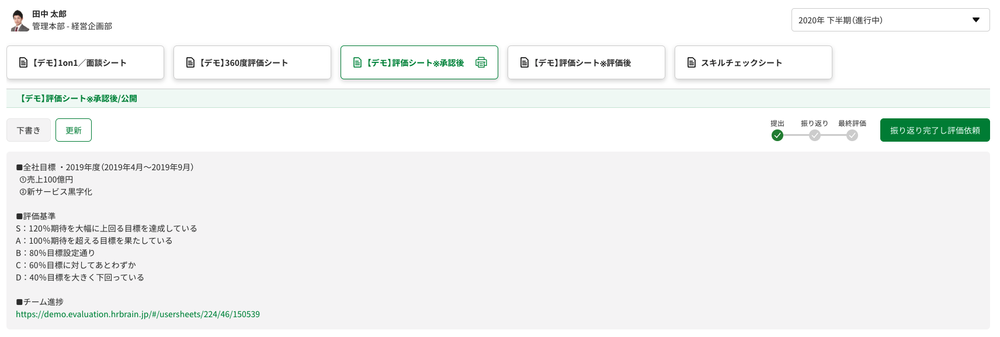 田中 太郎
管理本部 - 経営企画部
2020年 下半期（進行中）
【デモ】1on1／面談シート
【デモ】360度評価シート
【デモ】評価シート※承認後
【デモ】評価シート※評価後
スキルチェックシート
【デモ】評価シート※承認後/公開
下書き
更新
提出
振り返り
最終評価
振り返り完了し評価依頼
■全社目標 ・2019年度（2019年4月～2019年9月）
①売上100億円
②新サービス黒字化
■評価基準
S：120％期待を大幅に上回る目標を達成している
A：100％期待を超える目標を果たしている
B：80％目標設定通り
C：60％目標に対してあとわずか
D：40％目標を大きく下回っている
■チーム進捗
https://demo.evaluation.hrbrain.jp/#/usersheets/224/46/150539